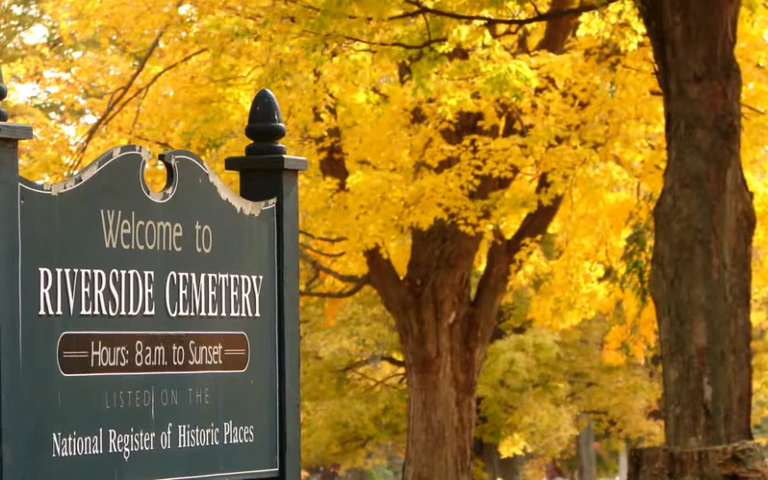 Welcome to
RIVERSIDE CEMETERY
Hours: 8 a.m. to Sunset
LISTED ON THE
National Register of Historic Places